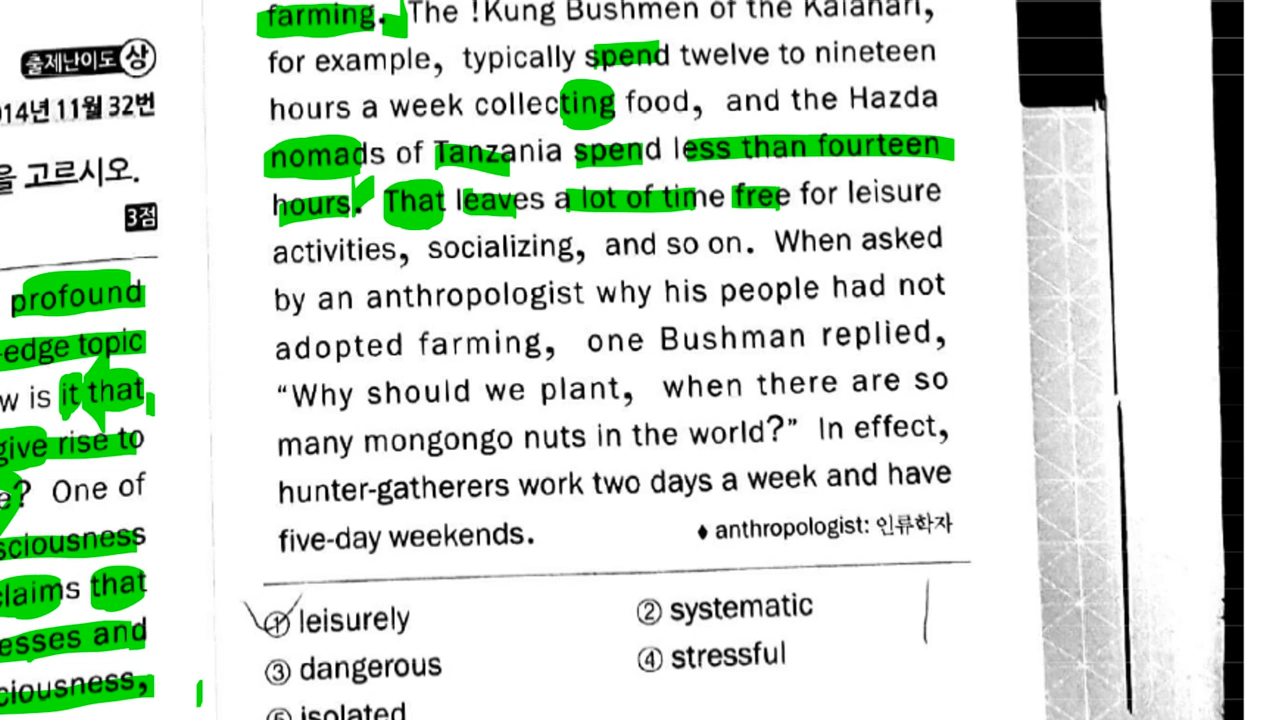 출제난이도 상
014년 11월 32번
을 고르시오.
3점
profound
-edge topic
w is it that
give rise to
e? One of
sciousness
claims that
esses and
ciousness,
farming. The !Kung Bushmen of the Kalahari,
for example, typically spend twelve to nineteen
hours a week collecting food, and the Hazda
nomads of Tanzania spend less than fourteen
hours. That leaves a lot of time free for leisure
activities, socializing, and so on. When asked
by an anthropologist why his people had not
adopted farming, one Bushman replied,
“Why should we plant, when there are so
many mongongo nuts in the world?” In effect,
hunter-gatherers work two days a week and have
five-day weekends.
♦ anthropologist: 인류학자
① leisurely
② systematic
③ dangerous
④ stressful
⑤ isolated